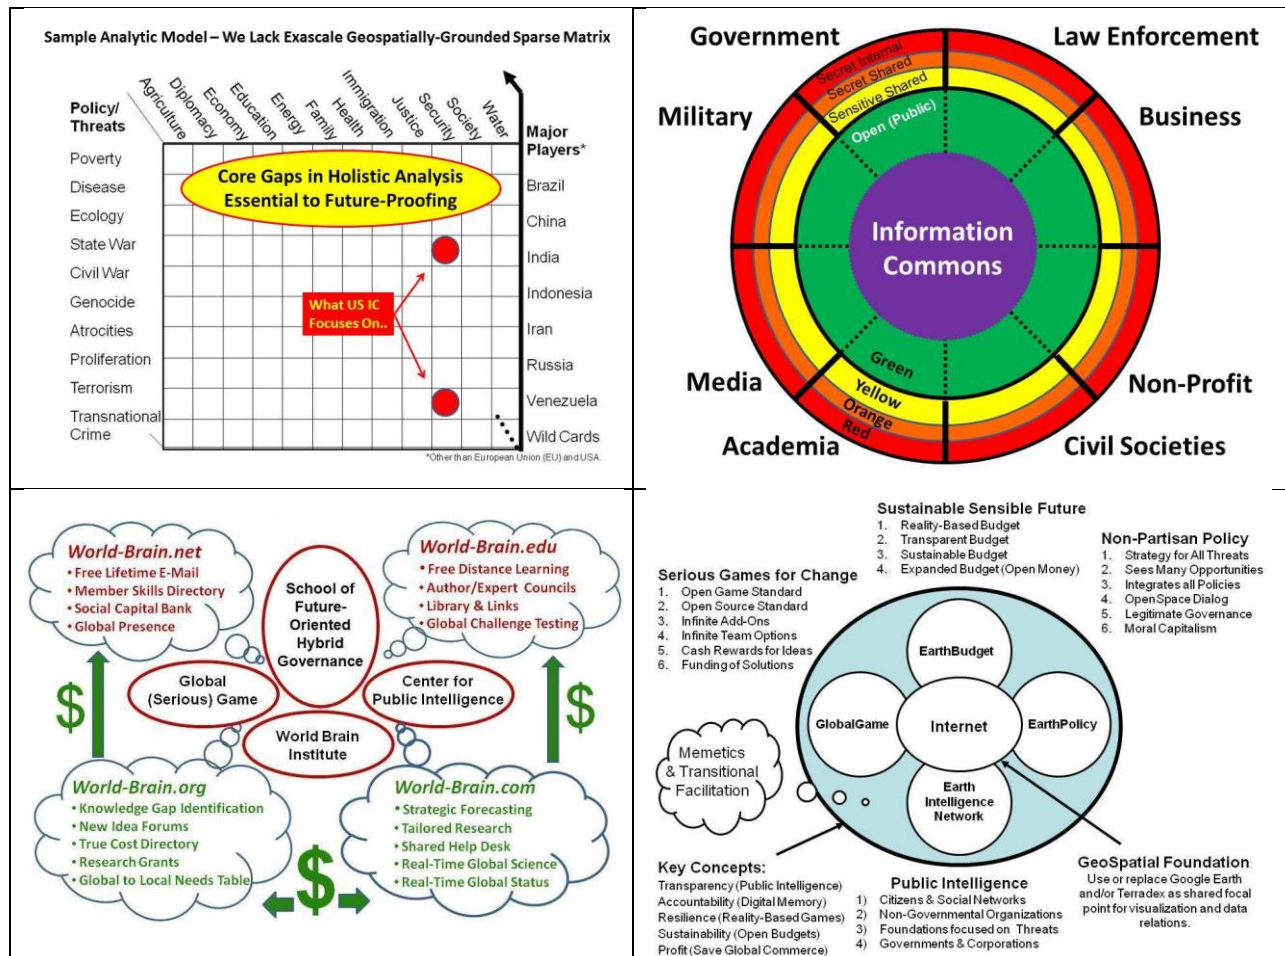 Sample Analytic Model – We Lack Exascale Geospatially-Grounded Sparse Matrix
Policy/
Threats
Agriculture
Diplomacy
Economy
Education
Energy
Family
Health
Immigration
Justice
Security
Society
Water
Major
Players*
Poverty
Disease
Ecology
State War
Civil War
Genocide
Atrocities
Proliferation
Terrorism
Transnational
Crime
Core Gaps in Holistic Analysis
Essential to Future-Proofing
What US IC
Focuses On..
Brazil
China
India
Indonesia
Iran
Russia
Venezuela
Wild Cards
*Other than European Union (EU) and USA.
Government
Law Enforcement
Military
Business
Secret Internal
Secret Shared
Sensitive Shared
Open (Public)
Information
Commons
Green
Yellow
Orange
Red
Media
Non-Profit
Academia
Civil Societies
World-Brain.net
• Free Lifetime E-Mail
• Member Skills Directory
• Social Capital Bank
• Global Presence
School of
Future-
Oriented
Hybrid
Governance
World-Brain.edu
• Free Distance Learning
• Author/Expert Councils
• Library & Links
• Global Challenge Testing
Global
(Serious) Game
Center for
Public Intelligence
World Brain
Institute
$
$
World-Brain.org
• Knowledge Gap Identification
• New Idea Forums
• True Cost Directory
• Research Grants
• Global to Local Needs Table
$
World-Brain.com
• Strategic Forecasting
• Tailored Research
• Shared Help Desk
• Real-Time Global Science
• Real-Time Global Status
Sustainable Sensible Future
1. Reality-Based Budget
2. Transparent Budget
3. Sustainable Budget
4. Expanded Budget (Open Money)
Non-Partisan Policy
1. Strategy for All Threats
2. Sees Many Opportunities
3. Integrates all Policies
4. OpenSpace Dialog
5. Legitimate Governance
6. Moral Capitalism
Serious Games for Change
1. Open Game Standard
2. Open Source Standard
3. Infinite Add-Ons
4. Infinite Team Options
5. Cash Rewards for Ideas
6. Funding of Solutions
EarthBudget
GlobalGame
Internet
EarthPolicy
Earth
Intelligence
Network
Memetics
& Transitional
Facilitation
Key Concepts:
Transparency (Public Intelligence)
Accountability (Digital Memory)
Resilience (Reality-Based Games)
Sustainability (Open Budgets)
Profit (Save Global Commerce)
Public Intelligence
1) Citizens & Social Networks
2) Non-Governmental Organizations
3) Foundations focused on Threats
4) Governments & Corporations
GeoSpatial Foundation:
Use or replace Google Earth
and/or Terradex as shared focal
point for visualization and data
relations.